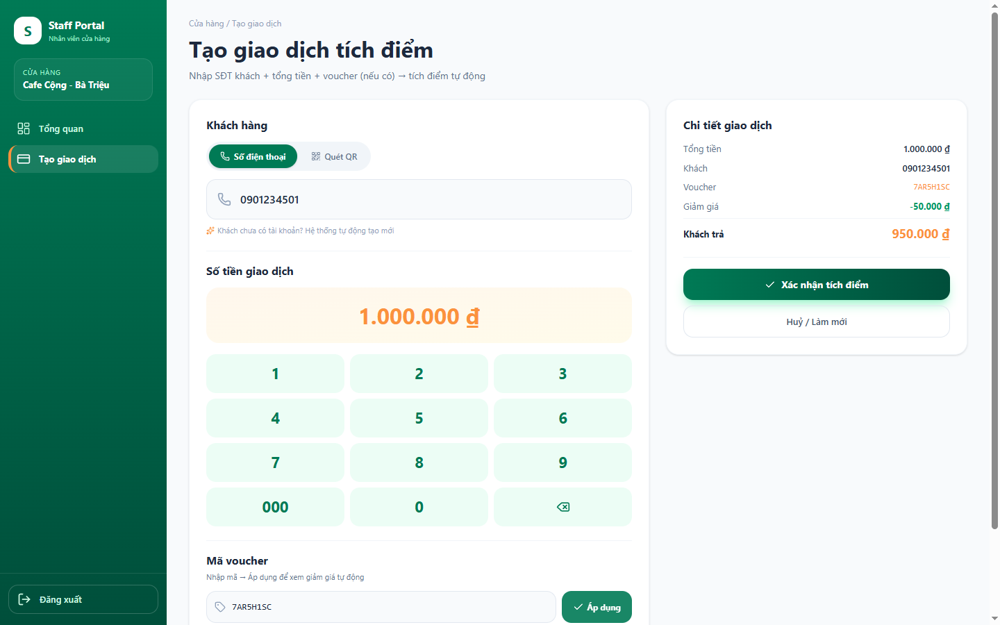 S
Staff Portal
Nhân viên cửa hàng
CỬA HÀNG
Cafe Cộng - Bà Triệu
Tổng quan
Tạo giao dịch
Đăng xuất
Cửa hàng / Tạo giao dịch
Tạo giao dịch tích điểm
Nhập SĐT khách + tổng tiền + voucher (nếu có) → tích điểm tự động
Khách hàng
Số điện thoại
Quét QR
0901234501
Khách chưa có tài khoản? Hệ thống tự động tạo mới
Số tiền giao dịch
1.000.000 ₫
1 2 3
4 5 6
7 8 9
000 0
Mã voucher
Nhập mã → Áp dụng để xem giảm giá tự động
7AR5H1SC
Áp dụng
Chi tiết giao dịch
Tổng tiền 1.000.000 ₫
Khách 0901234501
Voucher 7AR5H1SC
Giảm giá -50.000 ₫
Khách trả 950.000 ₫
Xác nhận tích điểm
Huỷ / Làm mới